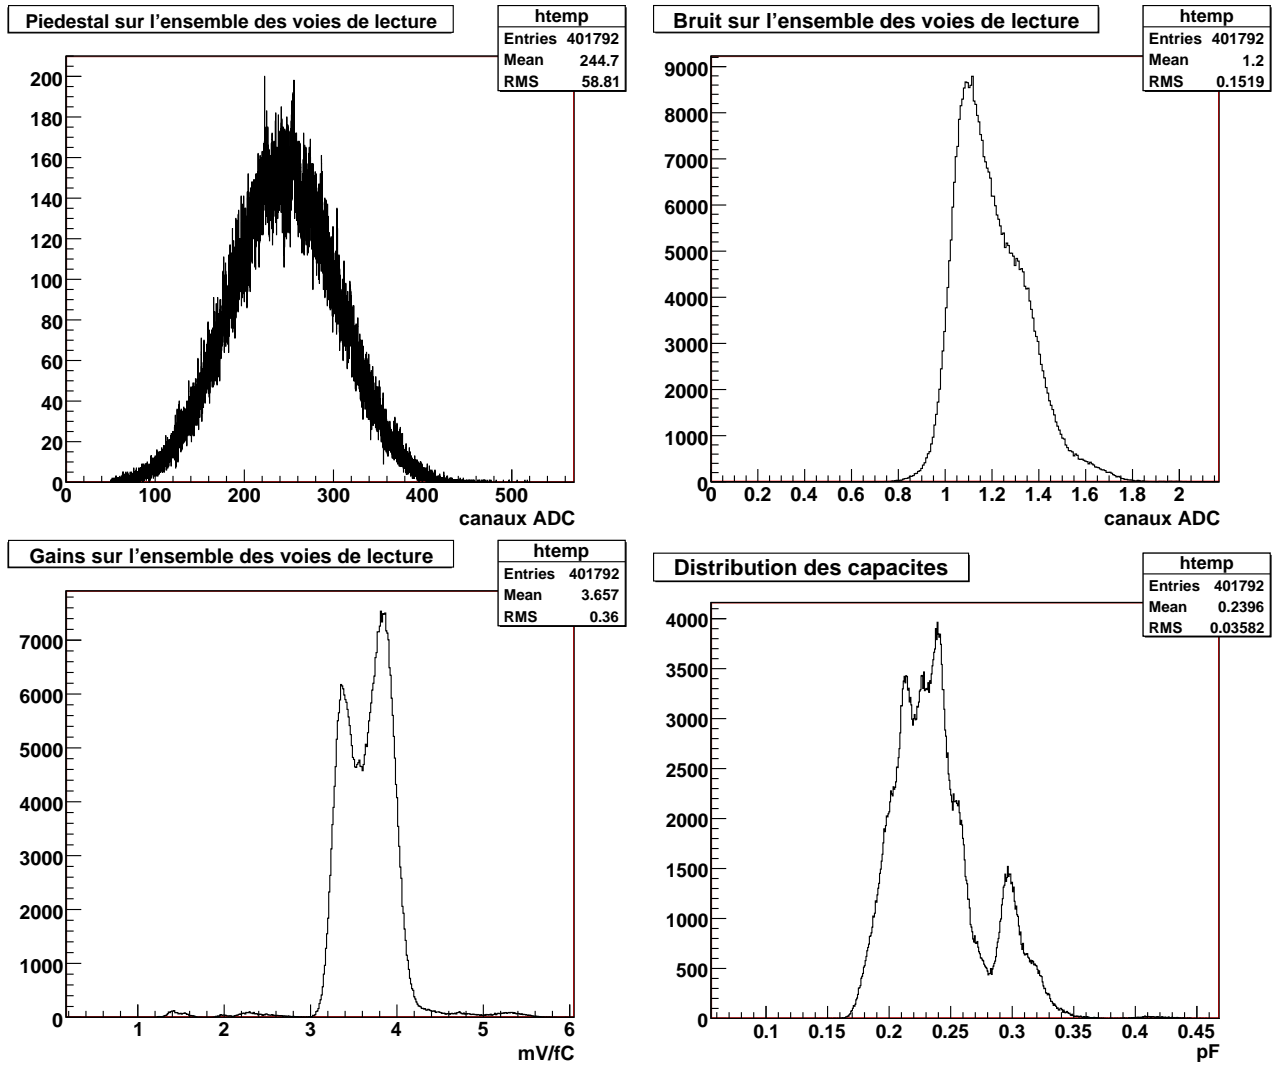 Piedestal sur l'ensemble des voies de lecture
htemp
Entries 401792
Mean 244.7
RMS 58.81
200
180
160
140
120
100
80
60
40
20
0
0 100 200 300 400 500
canaux ADC
Bruit sur l'ensemble des voies de lecture
htemp
Entries 401792
Mean 1.2
RMS 0.1519
9000
8000
7000
6000
5000
4000
3000
2000
1000
0
0 0.2 0.4 0.6 0.8 1 1.2 1.4 1.6 1.8 2
canaux ADC
Gains sur l'ensemble des voies de lecture
htemp
Entries 401792
Mean 3.657
RMS 0.36
7000
6000
5000
4000
3000
2000
1000
0
1 2 3 4 5 6
mV/fC
Distribution des capacites
htemp
Entries 401792
Mean 0.2396
RMS 0.03582
4000
3500
3000
2500
2000
1500
1000
500
0
0.1 0.15 0.2 0.25 0.3 0.35 0.4 0.45
pF